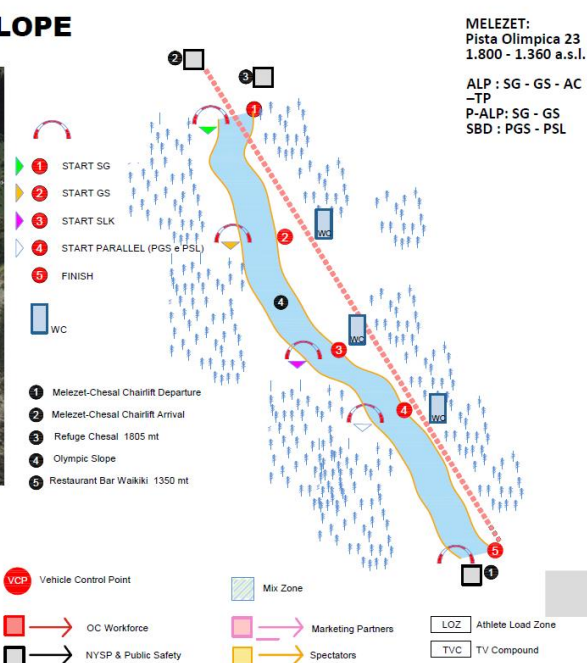 LOPE
MELEZET:
Pista Olimpica 23
1.800 - 1.360 a.s.l.
ALP : SG - GS - AC
–TP
P-ALP: SG - GS
SBD : PGS - PSL
1 START SG
2 START GS
3 START SLK
4 START PARALLEL (PGS e PSL)
5 FINISH
WC
1 Melezet-Chesal Chairlift Departure
2 Melezet-Chesal Chairlift Arrival
3 Refuge Chesal 1805 mt
4 Olympic Slope
5 Restaurant Bar Waikiki 1350 mt
2
3
1
WC
2
4
WC
3
WC
4
5
1
VCP Vehicle Control Point
Mix Zone
OC Workforce
Marketing Partners
LOZ Athlete Load Zone
NYSP & Public Safety
Spectators
TVC TV Compound